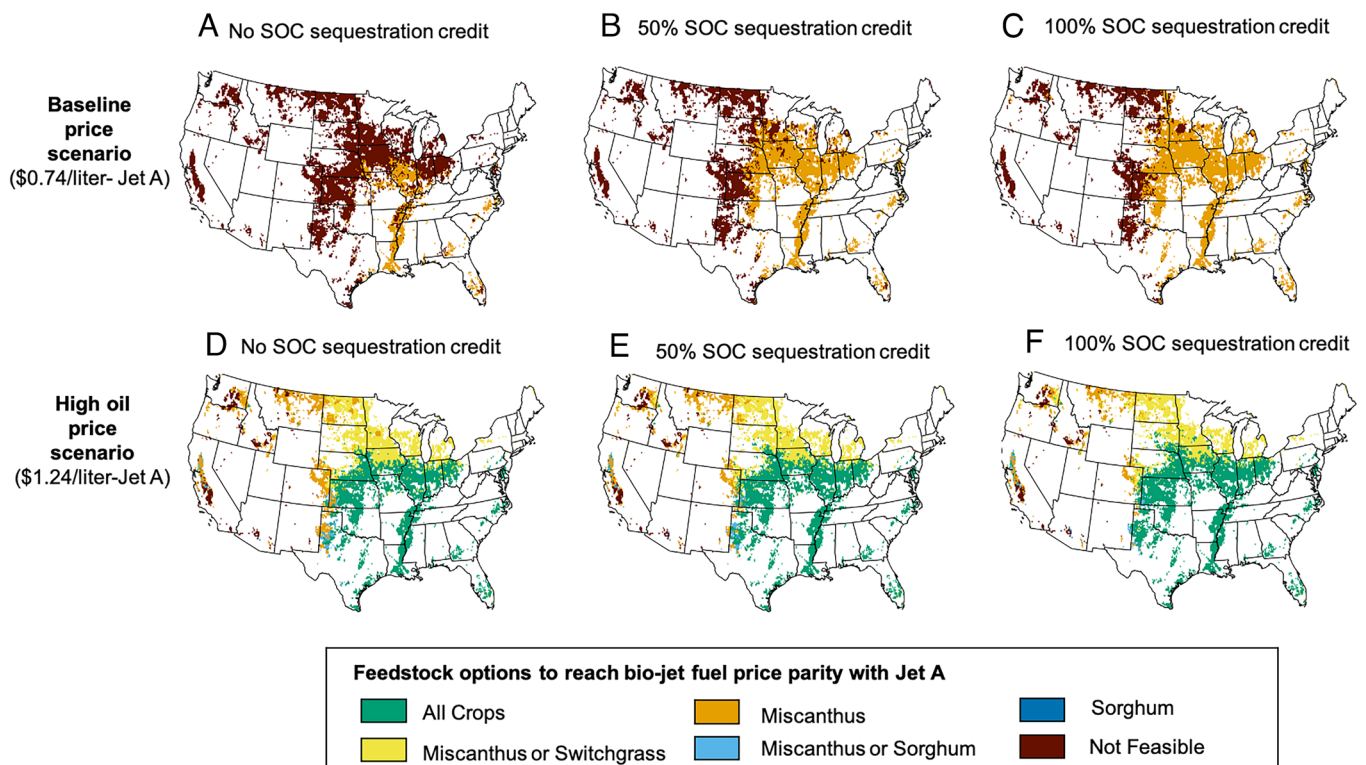 A No SOC sequestration credit
B 50% SOC sequestration credit
C 100% SOC sequestration credit
Baseline
price
scenario
($0.74/liter- Jet A)
D No SOC sequestration credit
E 50% SOC sequestration credit
F 100% SOC sequestration credit
High oil
price
scenario
($1.24/liter-Jet A)
Feedstock options to reach bio-jet fuel price parity with Jet A
All Crops
Miscanthus
Sorghum
Miscanthus or Switchgrass
Miscanthus or Sorghum
Not Feasible